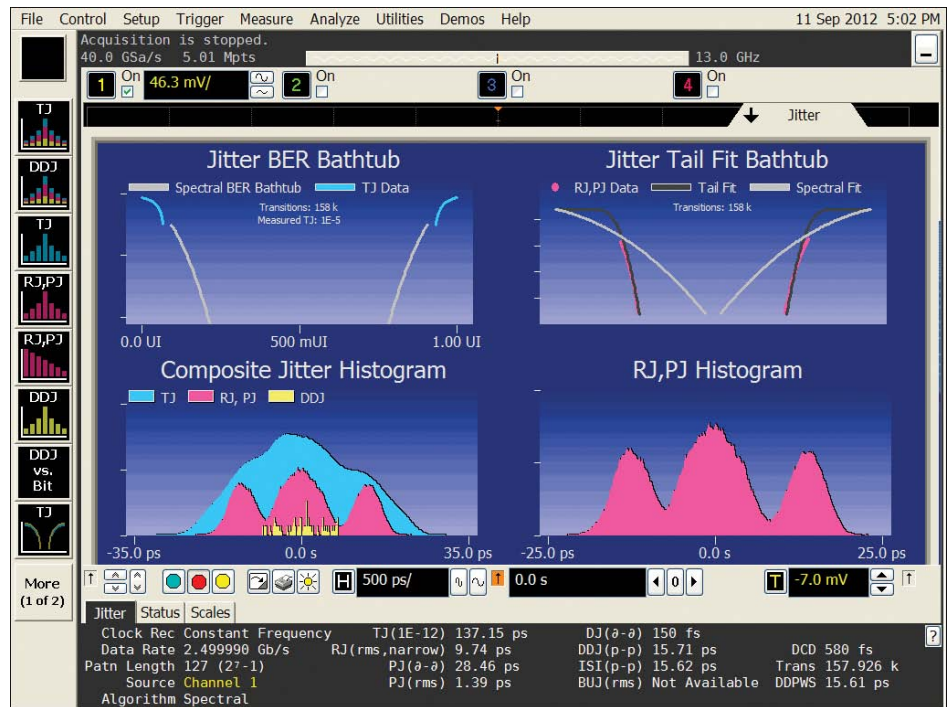 File Control Setup Trigger Measure Analyze Utilities Demos Help 11 Sep 2012 5:02 PM
Acquisition is stopped.
40.0 GSa/s 5.01 Mpts 13.0 GHz
1 On 46.3 mV/ 2 On 3 On 4 On
Jitter
TJ
DDJ
TJ
RJ,PJ
RJ,PJ
DDJ
DDJ vs. Bit
TJ
More (1 of 2)
Jitter BER Bathtub
Spectral BER Bathtub TJ Data
Transitions: 158 k
Measured TJ: 1E-5
0.0 UI 500 mUI 1.00 UI
Jitter Tail Fit Bathtub
RJ,PJ Data Tail Fit Spectral Fit
Transitions: 158 k
Composite Jitter Histogram
TJ RJ, PJ DDJ
-35.0 ps 0.0 s 35.0 ps
RJ,PJ Histogram
-25.0 ps 0.0 s 25.0 ps
H 500 ps/ 0.0 s 0 T -7.0 mV
Jitter Status Scales
?
Clock Rec Constant Frequency TJ(1E-12) 137.15 ps DJ(∂-∂) 150 fs
Data Rate 2.499990 Gb/s RJ(rms,narrow) 9.74 ps DDJ(p-p) 15.71 ps DCD 580 fs
Patn Length 127 (2⁷-1) PJ(∂-∂) 28.46 ps ISI(p-p) 15.62 ps Trans 157.926 k
Source Channel 1 PJ(rms) 1.39 ps BUJ(rms) Not Available DDPWS 15.61 ps
Algorithm Spectral